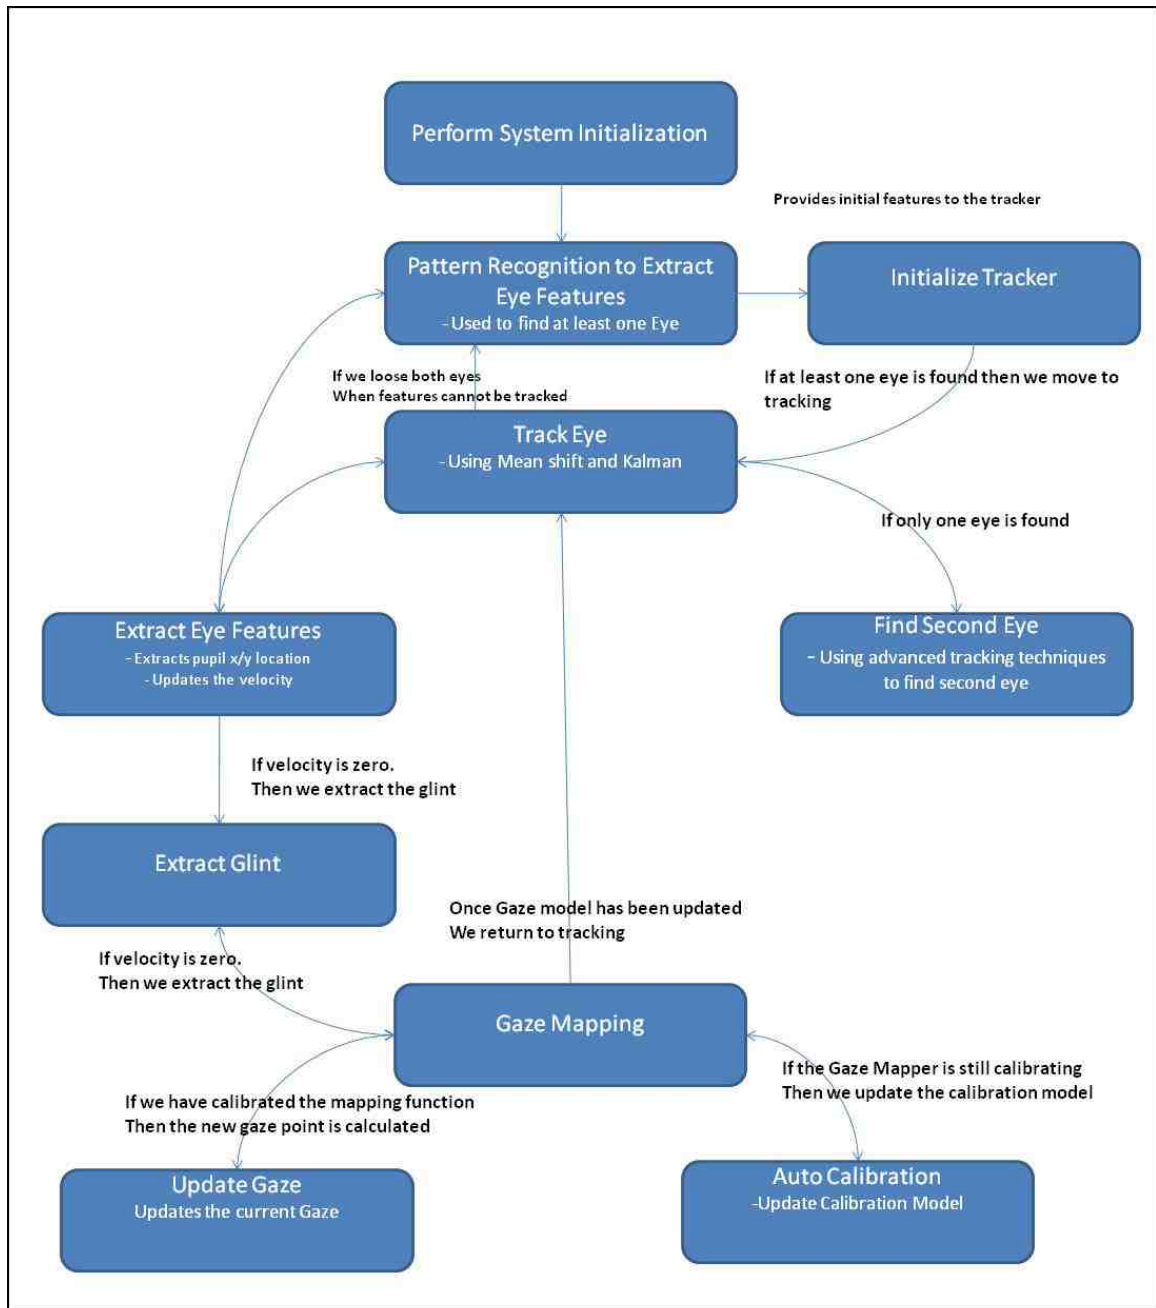 Perform System Initialization
Provides initial features to the tracker
Pattern Recognition to Extract
Eye Features
- Used to find at least one Eye
Initialize Tracker
If we loose both eyes
When features cannot be tracked
If at least one eye is found then we move to
tracking
Track Eye
- Using Mean shift and Kalman
If only one eye is found
Extract Eye Features
- Extracts pupil x/y location
- Updates the velocity
Find Second Eye
- Using advanced tracking techniques
to find second eye
If velocity is zero.
Then we extract the glint
Extract Glint
Once Gaze model has been updated
We return to tracking
If velocity is zero.
Then we extract the glint
Gaze Mapping
If the Gaze Mapper is still calibrating
Then we update the calibration model
If we have calibrated the mapping function
Then the new gaze point is calculated
Update Gaze
Updates the current Gaze
Auto Calibration
-Update Calibration Model